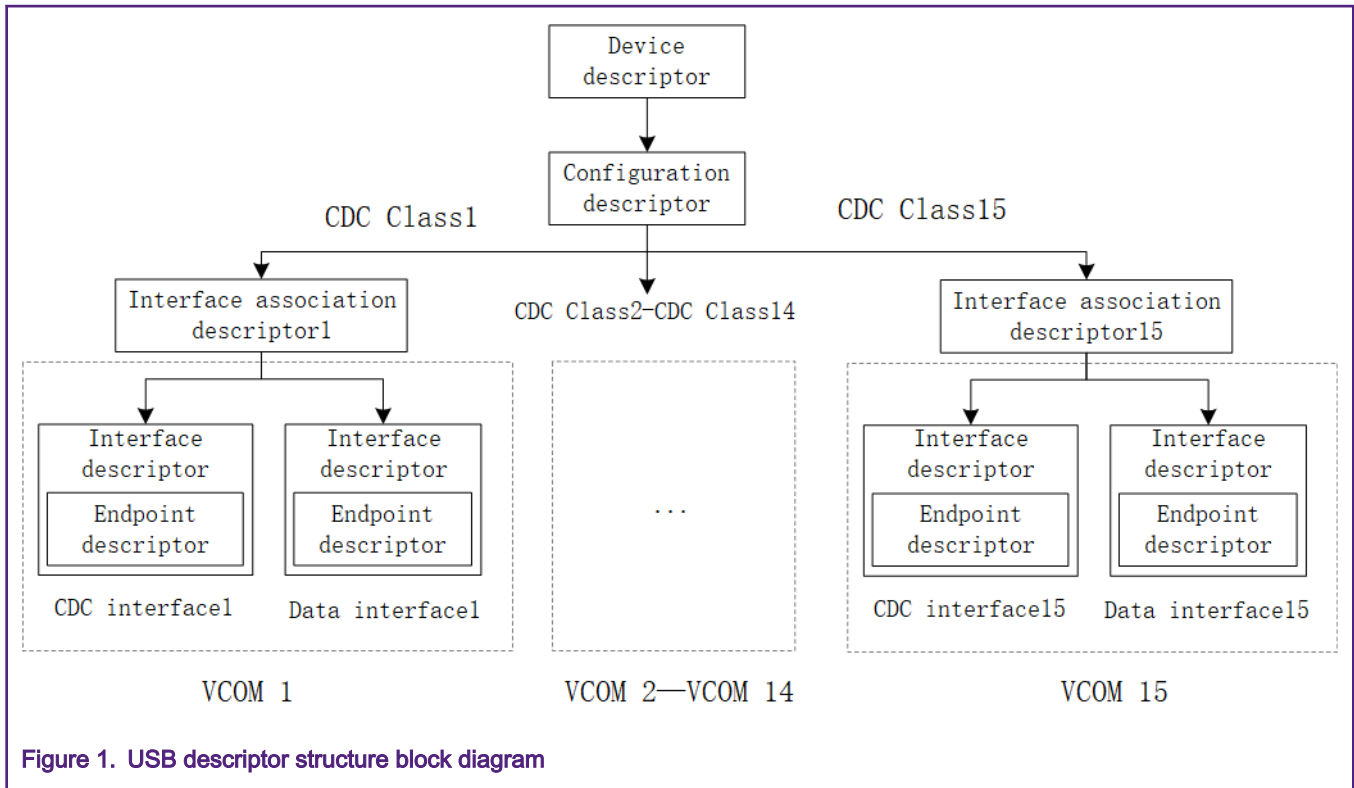 Device
descriptor
Configuration
descriptor
CDC Class1
CDC Class15
Interface association
descriptor1
CDC Class2-CDC Class14
Interface association
descriptor15
Interface
descriptor
Endpoint
descriptor
CDC interface1
Interface
descriptor
Endpoint
descriptor
Data interface1
...
Interface
descriptor
Endpoint
descriptor
CDC interface15
Interface
descriptor
Endpoint
descriptor
Data interface15
VCOM 1
VCOM 2—VCOM 14
VCOM 15
Figure 1. USB descriptor structure block diagram